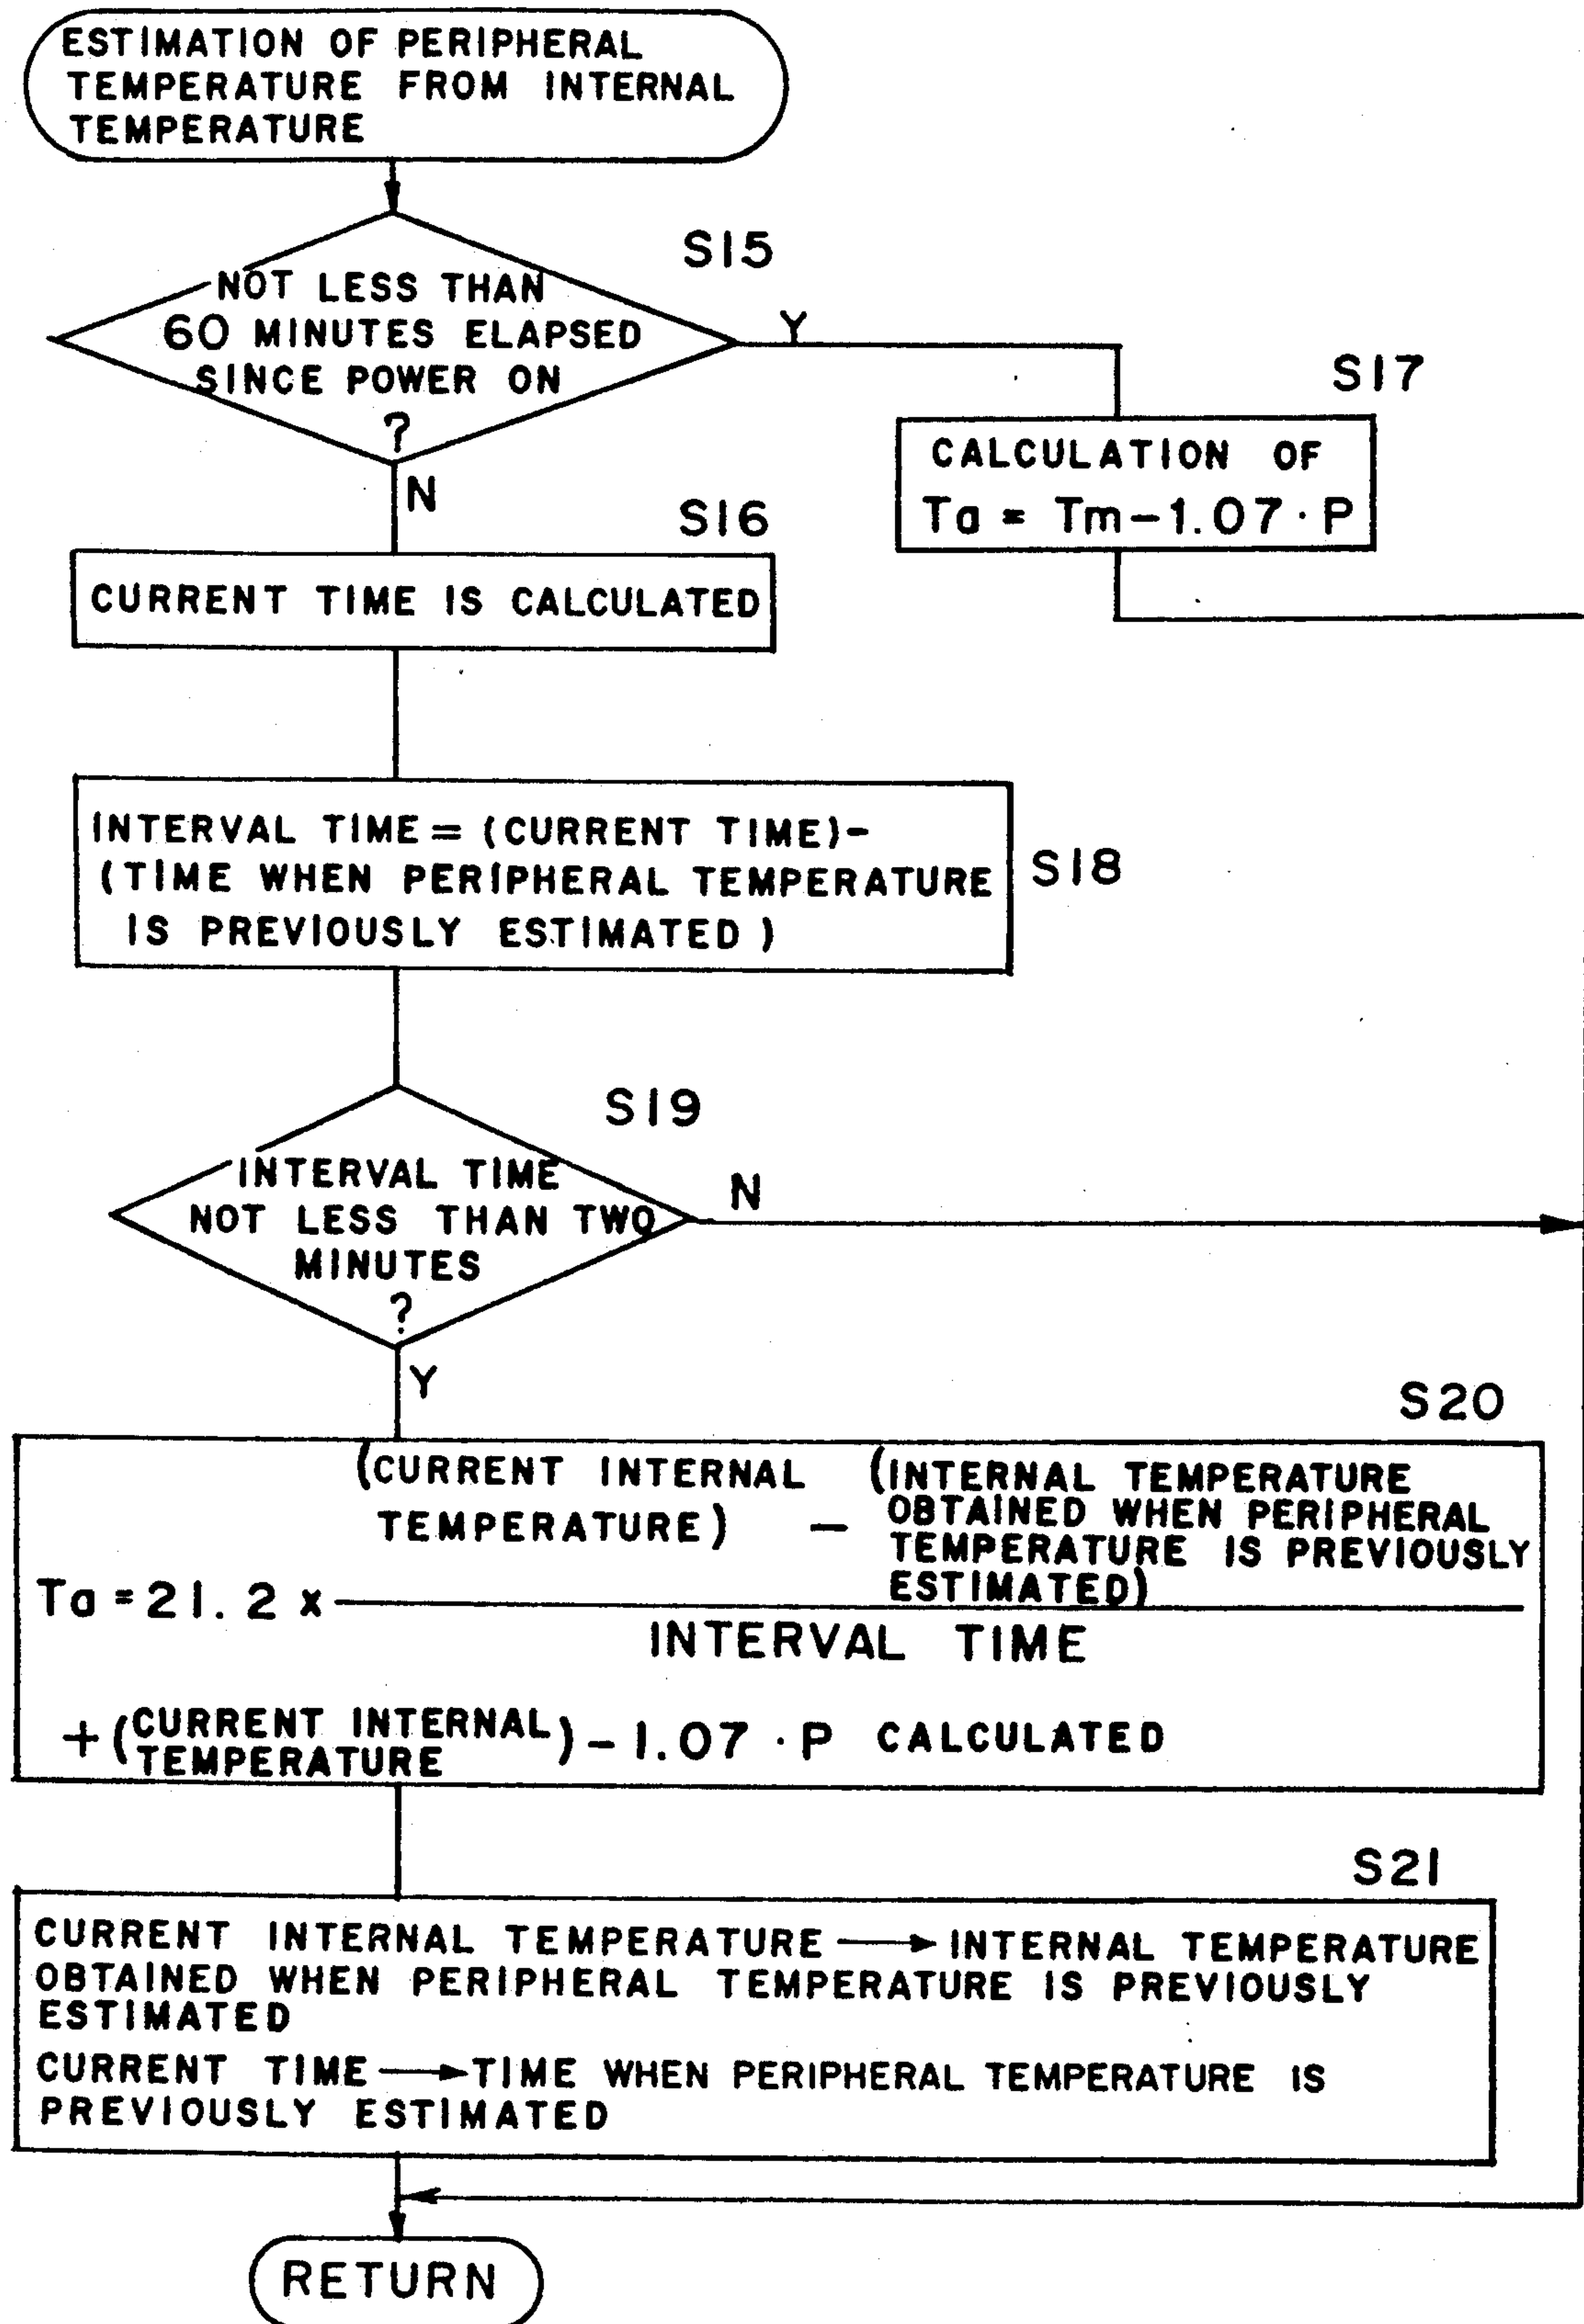 ESTIMATION OF PERIPHERAL
TEMPERATURE FROM INTERNAL
TEMPERATURE
S15
NOT LESS THAN
60 MINUTES ELAPSED
SINCE POWER ON
?
Y
N
S17
CALCULATION OF
Ta = Tm-1.07·P
S16
CURRENT TIME IS CALCULATED
INTERVAL TIME = (CURRENT TIME)-
(TIME WHEN PERIPHERAL TEMPERATURE
IS PREVIOUSLY ESTIMATED)
S18
S19
INTERVAL TIME
NOT LESS THAN TWO
MINUTES
?
N
Y
S20
(CURRENT INTERNAL
TEMPERATURE)
-
(INTERNAL TEMPERATURE
OBTAINED WHEN PERIPHERAL
TEMPERATURE IS PREVIOUSLY
ESTIMATED)
Ta = 21.2 x
INTERVAL TIME
+(CURRENT INTERNAL
TEMPERATURE)-1.07·P CALCULATED
S21
CURRENT INTERNAL TEMPERATURE → INTERNAL TEMPERATURE
OBTAINED WHEN PERIPHERAL TEMPERATURE IS PREVIOUSLY
ESTIMATED
CURRENT TIME → TIME WHEN PERIPHERAL TEMPERATURE IS
PREVIOUSLY ESTIMATED
RETURN